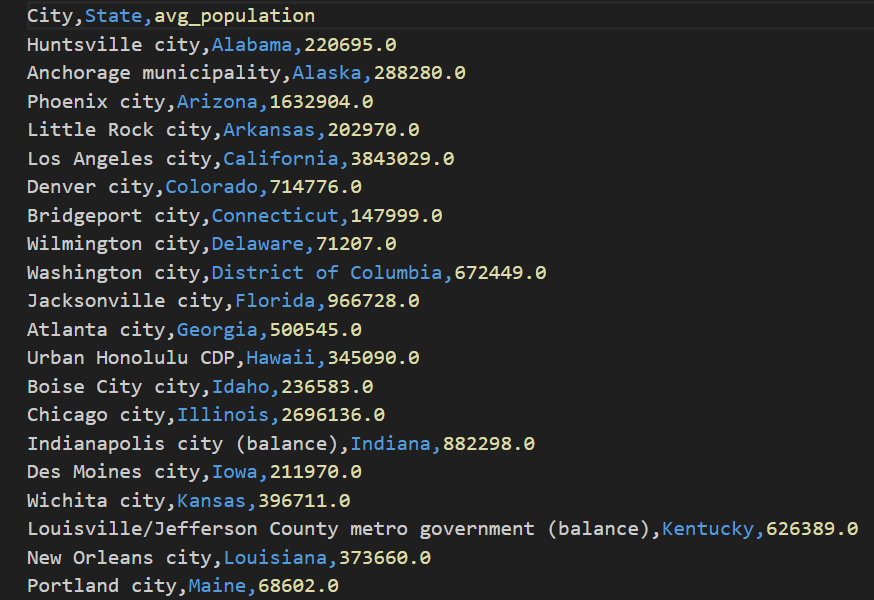 City,State,avg_population
Huntsville city,Alabama,220695.0
Anchorage municipality,Alaska,288280.0
Phoenix city,Arizona,1632904.0
Little Rock city,Arkansas,202970.0
Los Angeles city,California,3843029.0
Denver city,Colorado,714776.0
Bridgeport city,Connecticut,147999.0
Wilmington city,Delaware,71207.0
Washington city,District of Columbia,672449.0
Jacksonville city,Florida,966728.0
Atlanta city,Georgia,500545.0
Urban Honolulu CDP,Hawaii,345090.0
Boise City city,Idaho,236583.0
Chicago city,Illinois,2696136.0
Indianapolis city (balance),Indiana,882298.0
Des Moines city,Iowa,211970.0
Wichita city,Kansas,396711.0
Louisville/Jefferson County metro government (balance),Kentucky,626389.0
New Orleans city,Louisiana,373660.0
Portland city,Maine,68602.0